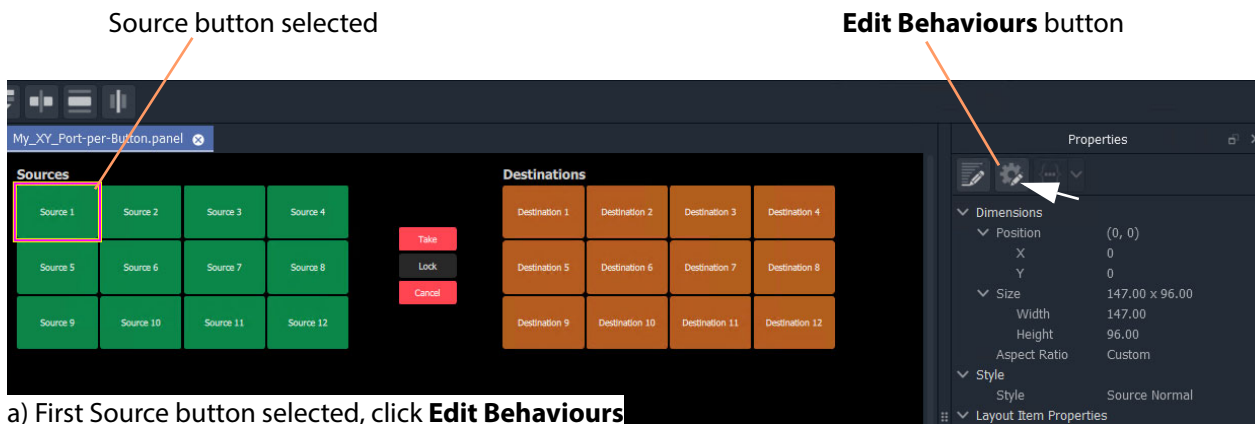 Source button selected
Edit Behaviours button
My_XY_Port-per-Button.panel
Properties
Sources
Destinations
Source 1 Source 2 Source 3 Source 4
Destination 1 Destination 2 Destination 3 Destination 4
Take
Source 5 Source 6 Source 7 Source 8
Lock
Destination 5 Destination 6 Destination 7 Destination 8
Cancel
Source 9 Source 10 Source 11 Source 12
Destination 9 Destination 10 Destination 11 Destination 12
Dimensions
Position (0, 0)
X 0
Y 0
Size 147.00 x 96.00
Width 147.00
Height 96.00
Aspect Ratio Custom
Style
Style Source Normal
Layout Item Properties
a) First Source button selected, click Edit Behaviours